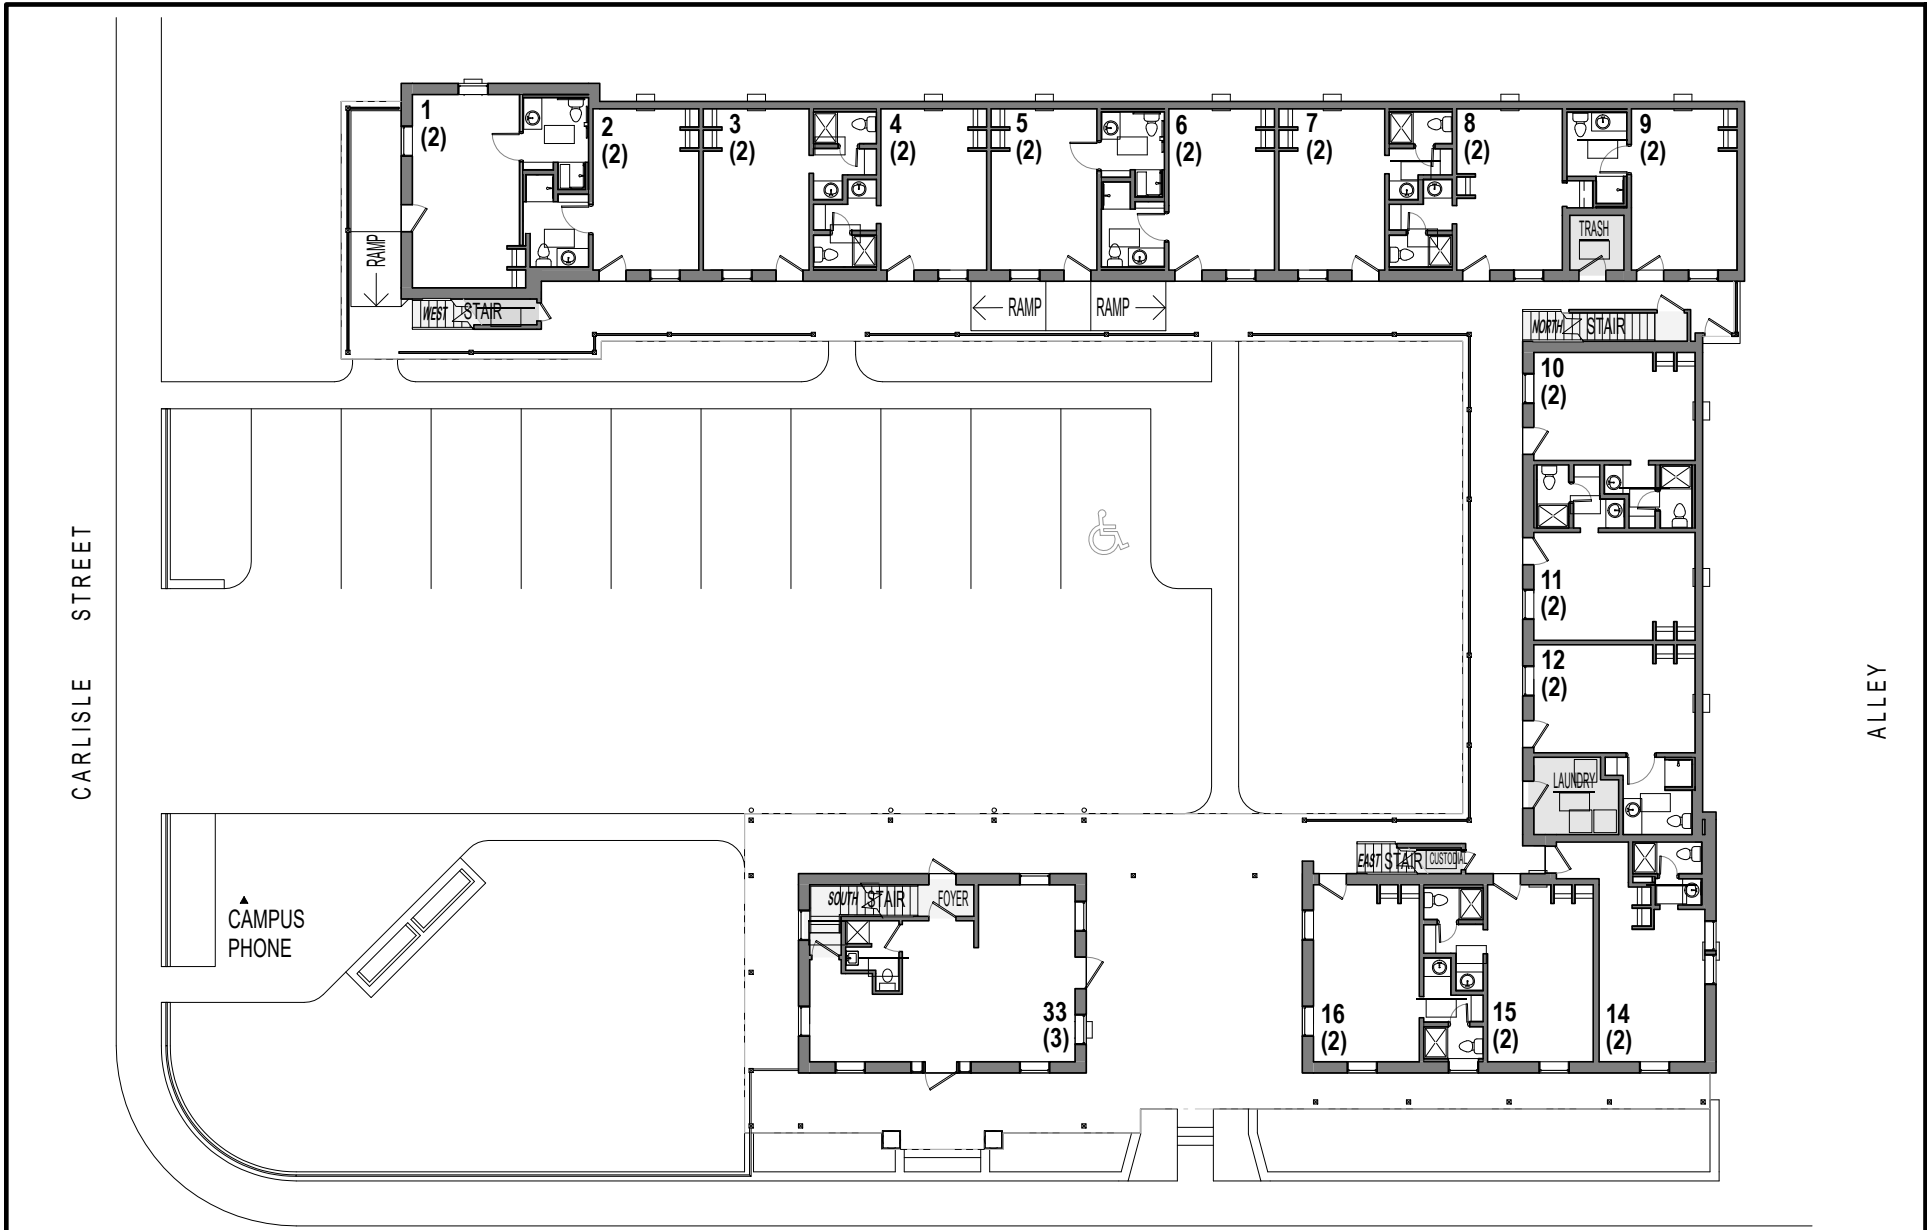 1
(2)
2
(2)
3
(2)
4
(2)
5
(2)
6
(2)
7
(2)
8
(2)
9
(2)
TRASH
RAMP
WEST STAIR
RAMP
RAMP
NORTH STAIR
10
(2)
11
(2)
12
(2)
LAUNDRY
CARLISLE STREET
ALLEY
EAST STAIR
CUSTODIAL
SOUTH STAIR
FOYER
CAMPUS
PHONE
33
(3)
16
(2)
15
(2)
14
(2)